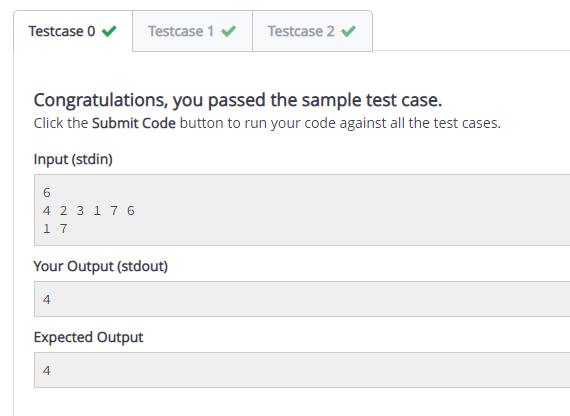 Testcase 0 Testcase 1 Testcase 2
Congratulations, you passed the sample test case.
Click the Submit Code button to run your code against all the test cases.
Input (stdin)
6
4 2 3 1 7 6
1 7
Your Output (stdout)
4
Expected Output
4